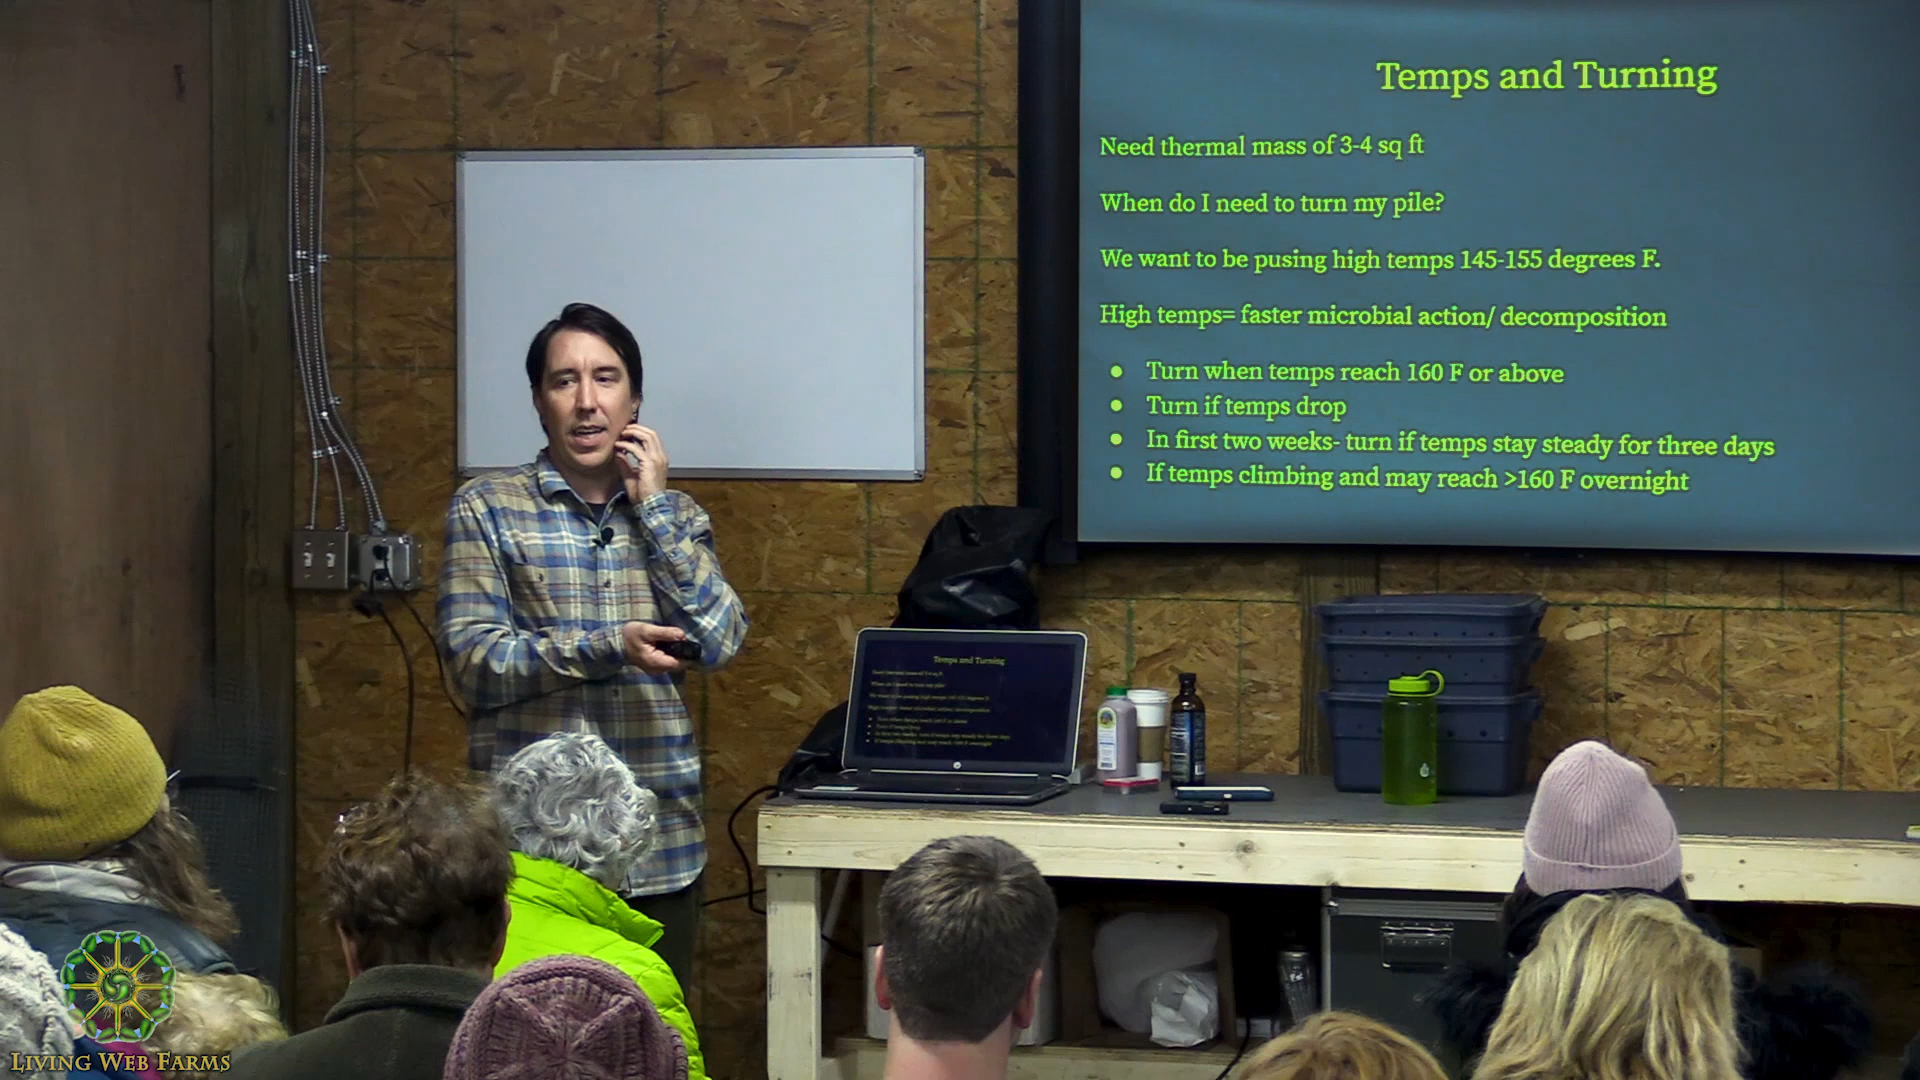 Temps and Turning
Need thermal mass of 3-4 sq ft
When do I need to turn my pile?
We want to be pusing high temps 145-155 degrees F.
High temps= faster microbial action/ decomposition
● Turn when temps reach 160 F or above
● Turn if temps drop
● In first two weeks- turn if temps stay steady for three days
● If temps climbing and may reach >160 F overnight
Temps and Turning
LIVING WEB FARMS